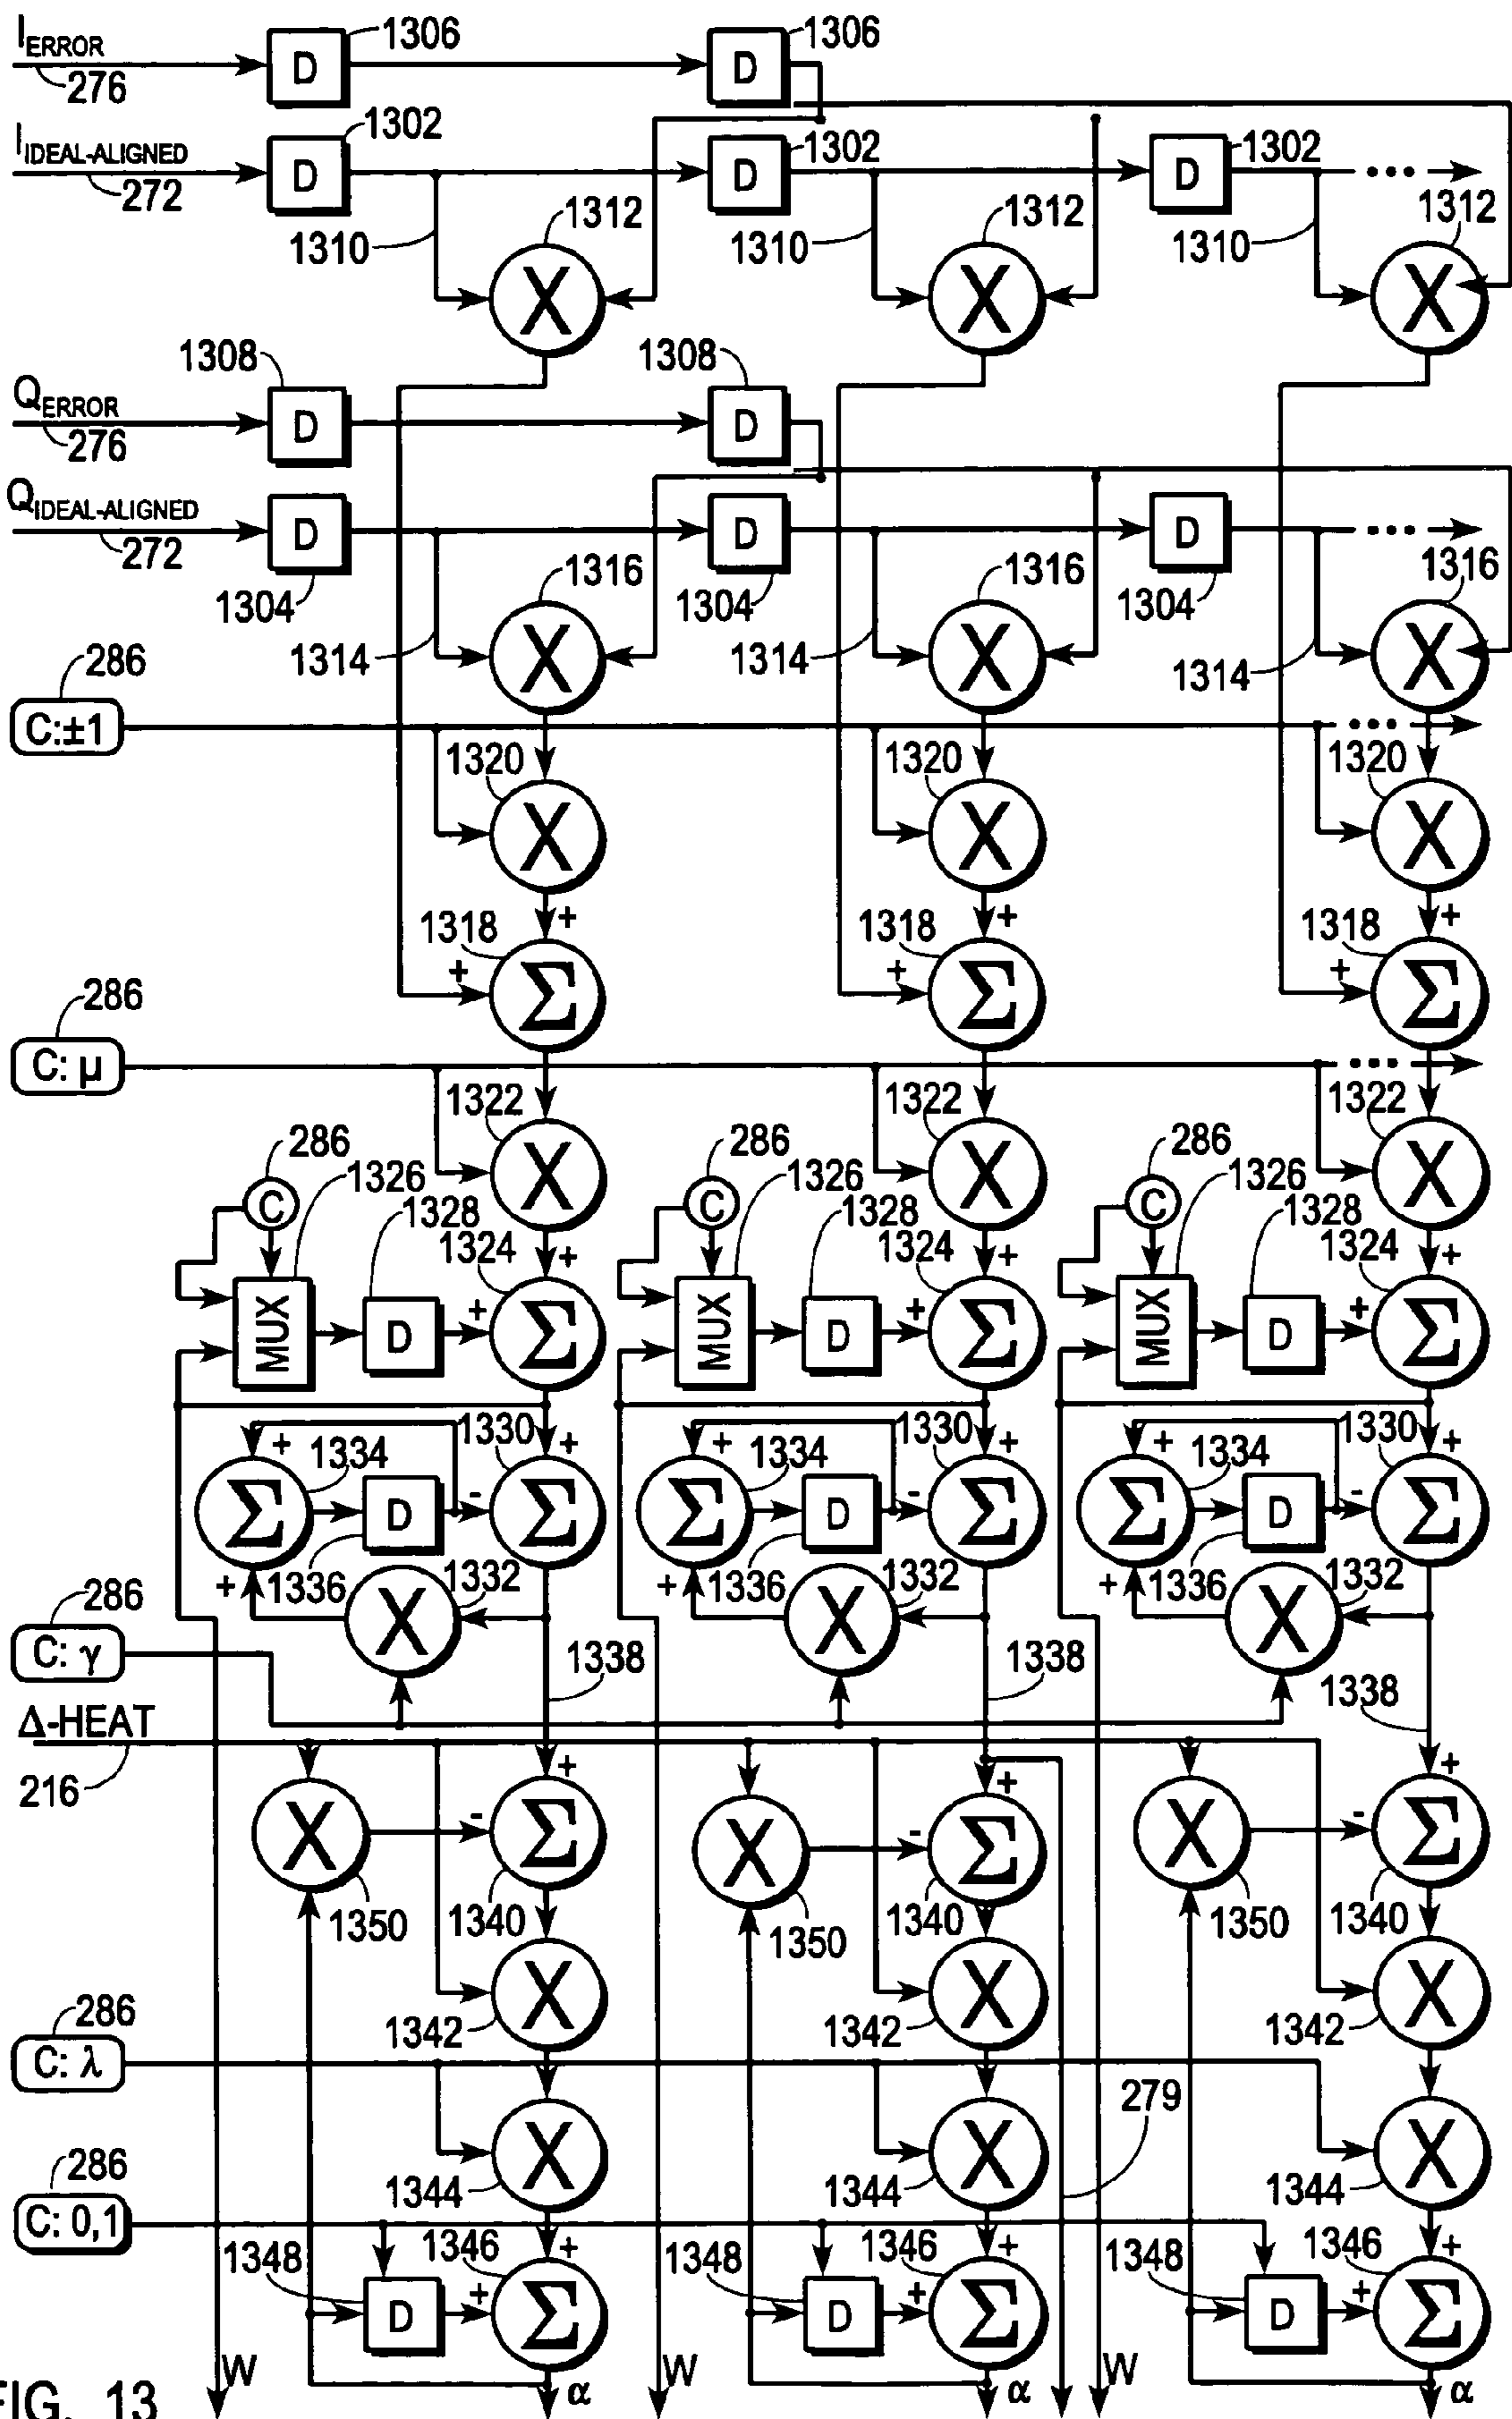 I ERROR 1306 1306
276 D D
I IDEAL-ALIGNED 1302 1302 1302
272 D D D ...
1310 1312 1310 1312 1310 1312
X X X
1308 1308
Q ERROR D D
276
Q IDEAL-ALIGNED D D D ...
272 1304 1316 1304 1316 1304 1316
1314 X 1314 X 1314 X
286
C:±1 ...
1320 1320 1320
X X X
1318 + 1318 + 1318 +
+ Σ + Σ + Σ
286
C: μ ...
1322 1322 1322
X X X
286 1326 286 1326 286 1326
C 1328 C 1328 C 1328
1324 + 1324 + 1324 +
MUX D + Σ MUX D + Σ MUX D + Σ
+ 1334 1330 + + 1334 1330 + + 1334 1330 +
Σ D - Σ Σ D - Σ Σ D - Σ
+ 1336 1332 + 1336 1332 + 1336 1332
X X X
286
C: γ
1338 1338 1338
Δ-HEAT
216
+ + +
X - Σ X - Σ X - Σ
1350 1340 1350 1340 1350 1340
X X X
1342 1342 1342
286
C: λ
279
X X X
1344 1344 1344
286
C: 0,1
1348 1346 + 1348 1346 + 1348 1346 +
D + Σ D + Σ D + Σ
W α W α W α
FIG. 13